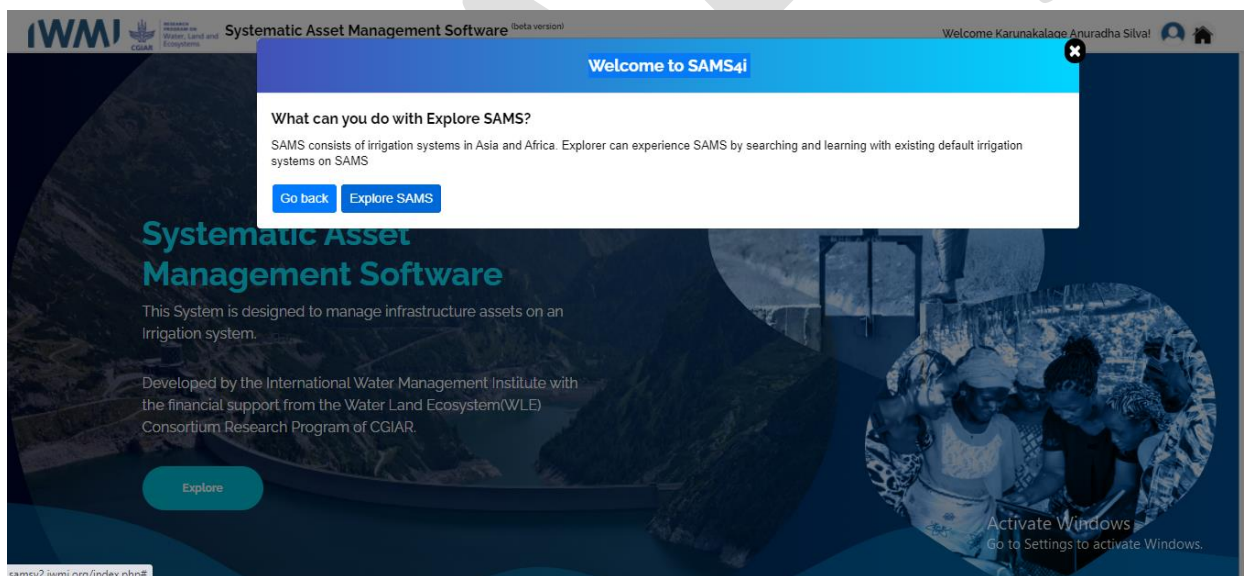 IWMI
CGIAR
RESEARCH
PROGRAM ON
Water, Land and
Ecosystems
Systematic Asset Management Software (beta version)
Welcome Karunakalage Anuradha Silva!
Welcome to SAMS4i
What can you do with Explore SAMS?
SAMS consists of irrigation systems in Asia and Africa. Explorer can experience SAMS by searching and learning with existing default irrigation
systems on SAMS
Go back Explore SAMS
Systematic Asset
Management Software
This System is designed to manage infrastructure assets on an
Irrigation system.
Developed by the International Water Management Institute with
the financial support from the Water Land Ecosystem(WLE)
Consortium Research Program of CGIAR.
Explore
Activate Windows
Go to Settings to activate Windows.
samsv2.iwmi.org/index.php#